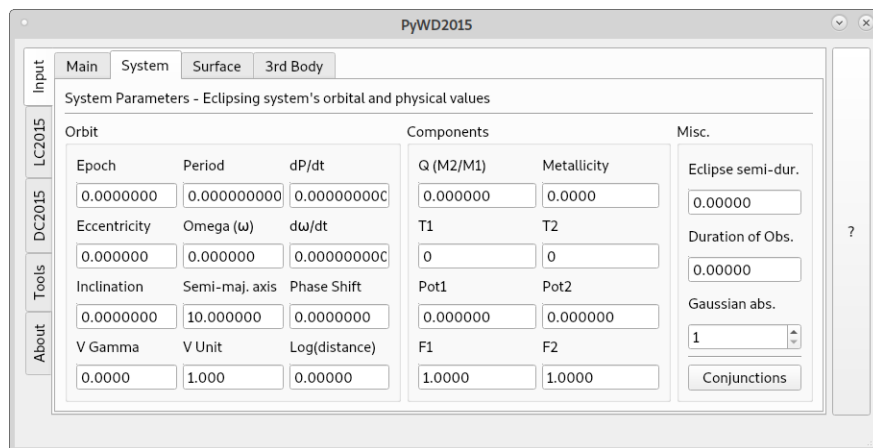 PyWD2015
Input
LC2015
DC2015
Tools
About
Main System Surface 3rd Body
System Parameters - Eclipsing system's orbital and physical values
Orbit
Epoch Period dP/dt
0.0000000 0.000000000 0.000000000
Eccentricity Omega (ω) dω/dt
0.000000 0.000000 0.000000000
Inclination Semi-maj. axis Phase Shift
0.0000000 10.000000 0.0000000
V Gamma V Unit Log(distance)
0.0000 1.000 0.00000
Components
Q (M2/M1) Metallicity
0.000000 0.0000
T1 T2
0 0
Pot1 Pot2
0.000000 0.000000
F1 F2
1.0000 1.0000
Misc.
Eclipse semi-dur.
0.00000
Duration of Obs.
0.00000
Gaussian abs.
1
Conjunctions
?